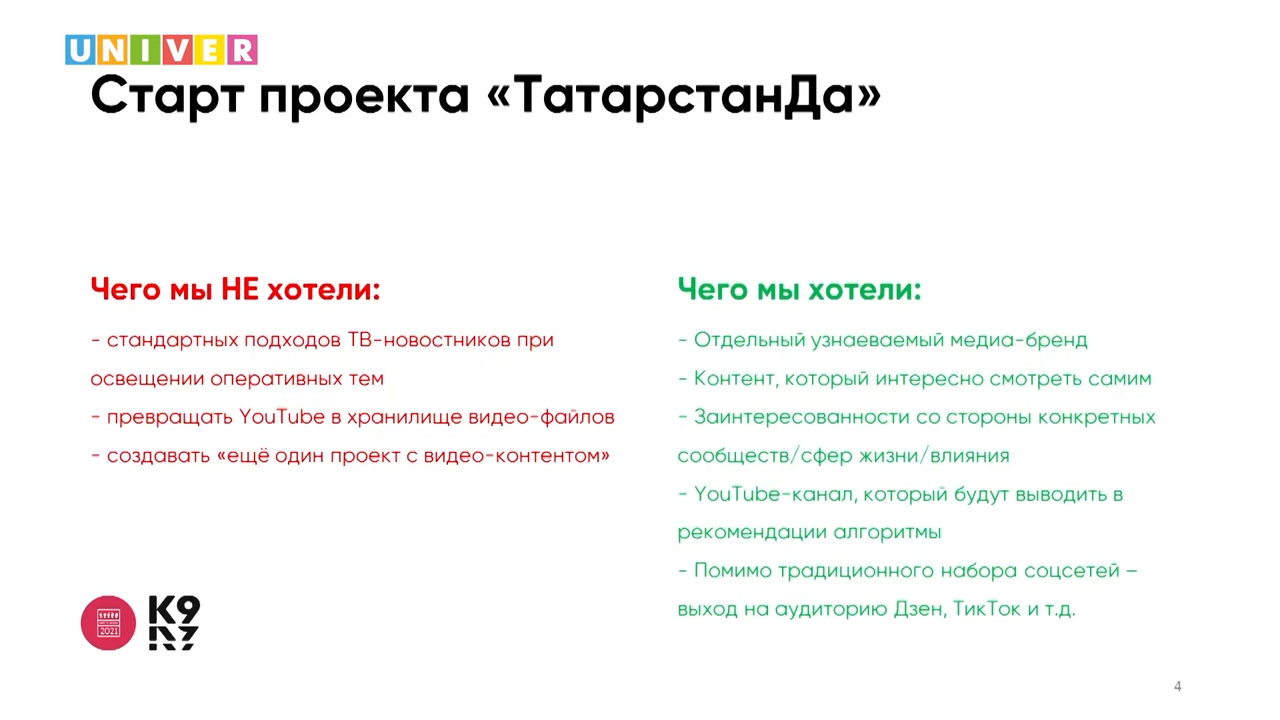 UNIVER
Старт проекта «ТатарстанДа»
Чего мы НЕ хотели:
- стандартных подходов ТВ-новостников при
освещении оперативных тем
- превращать YouTube в хранилище видео-файлов
- создавать «ещё один проект с видео-контентом»
Чего мы хотели:
- Отдельный узнаеваемый медиа-бренд
- Контент, который интересно смотреть самим
- Заинтересованности со стороны конкретных
сообществ/сфер жизни/влияния
- YouTube-канал, который будут выводить в
рекомендации алгоритмы
- Помимо традиционного набора соцсетей –
выход на аудиторию Дзен, ТикТок и т.д.
2021
К9
4